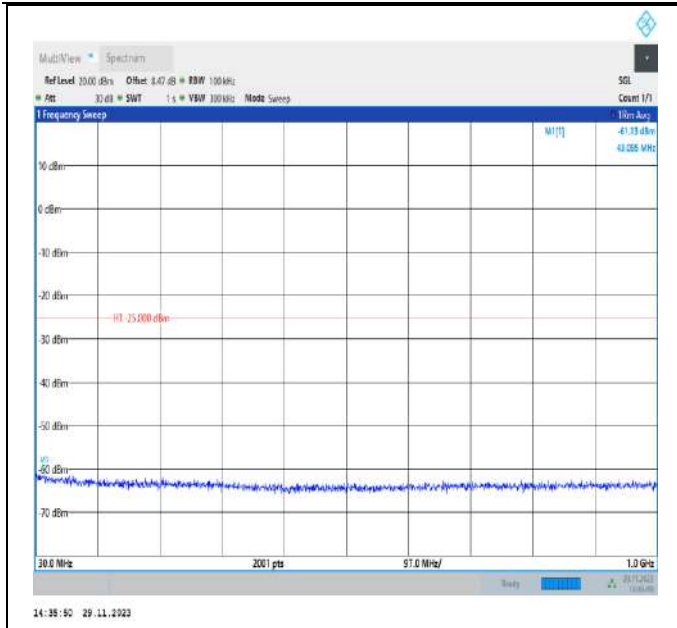 MultiView Spectrum
Ref Level 20.00 dBm Offset 8.47 dB RBW 100 kHz SGL
Att 30 dB SWT 1 s VBW 300 kHz Mode Sweep Count 1/1
1 Frequency Sweep 1Rm Avg
M1[1] -61.13 dBm
MHz
10 dBm
0 dBm
-10 dBm
-20 dBm
H1 -25.000 dBm
-30 dBm
-40 dBm
-50 dBm
M1
-60 dBm
-70 dBm
30.0 MHz 2001 pts 97.0 MHz/ 1.0 GHz
Ready
14:35:50 29.11.2023